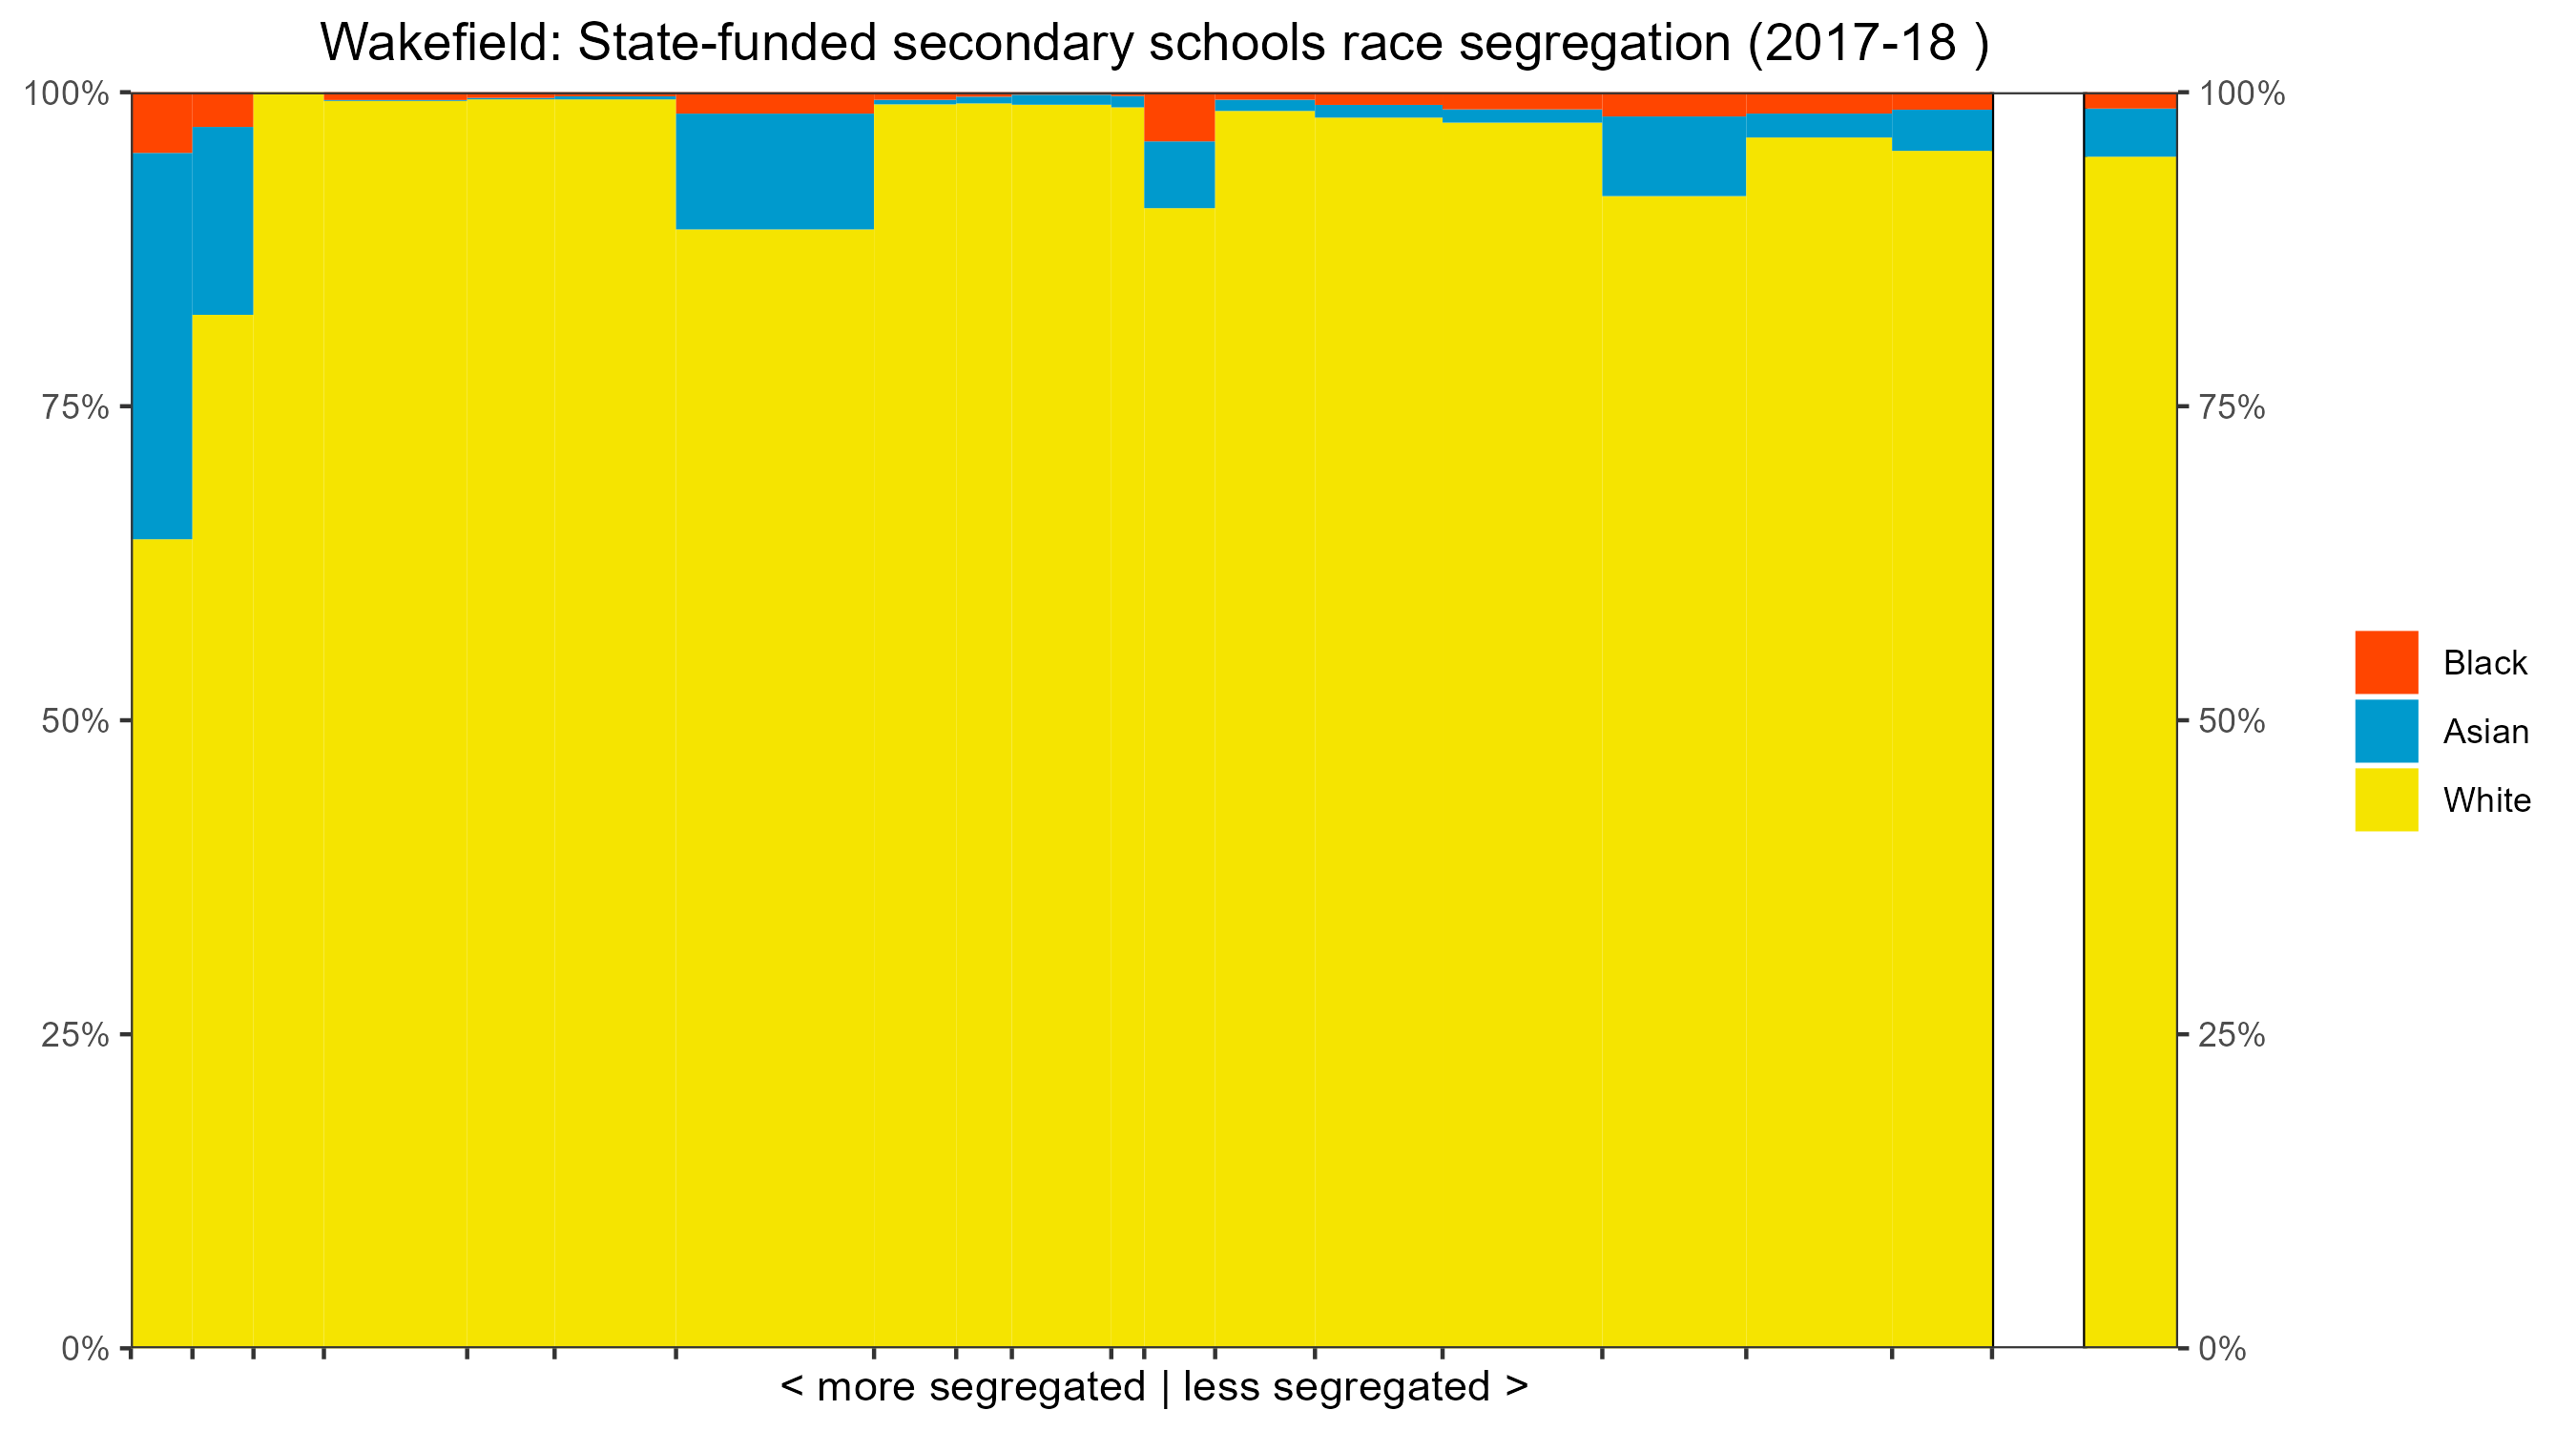 Wakefield: State-funded secondary schools race segregation (2017-18 )
100%
75%
50%
25%
0%
100%
75%
50%
25%
0%
Black
Asian
White
< more segregated | less segregated >